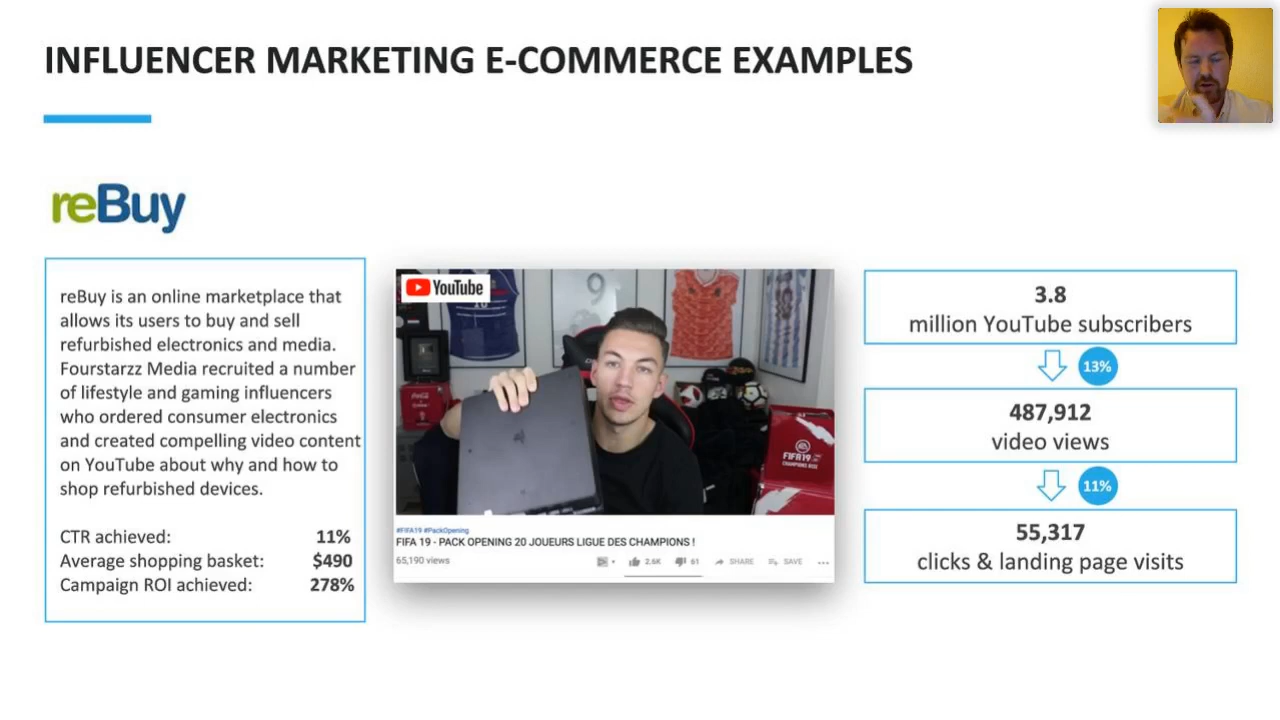 INFLUENCER MARKETING E-COMMERCE EXAMPLES
reBuy
reBuy is an online marketplace that
allows its users to buy and sell
refurbished electronics and media.
Fourstarzz Media recruited a number
of lifestyle and gaming influencers
who ordered consumer electronics
and created compelling video content
on YouTube about why and how to
shop refurbished devices.
CTR achieved: 11%
Average shopping basket: $490
Campaign ROI achieved: 278%
YouTube
9
FIFA 19
#FIFA19 #PackOpening
FIFA 19 - PACK OPENING 20 JOUEURS LIGUE DES CHAMPIONS !
65,190 views
2.6K 61 SHARE SAVE
3.8
million YouTube subscribers
13%
487,912
video views
11%
55,317
clicks & landing page visits